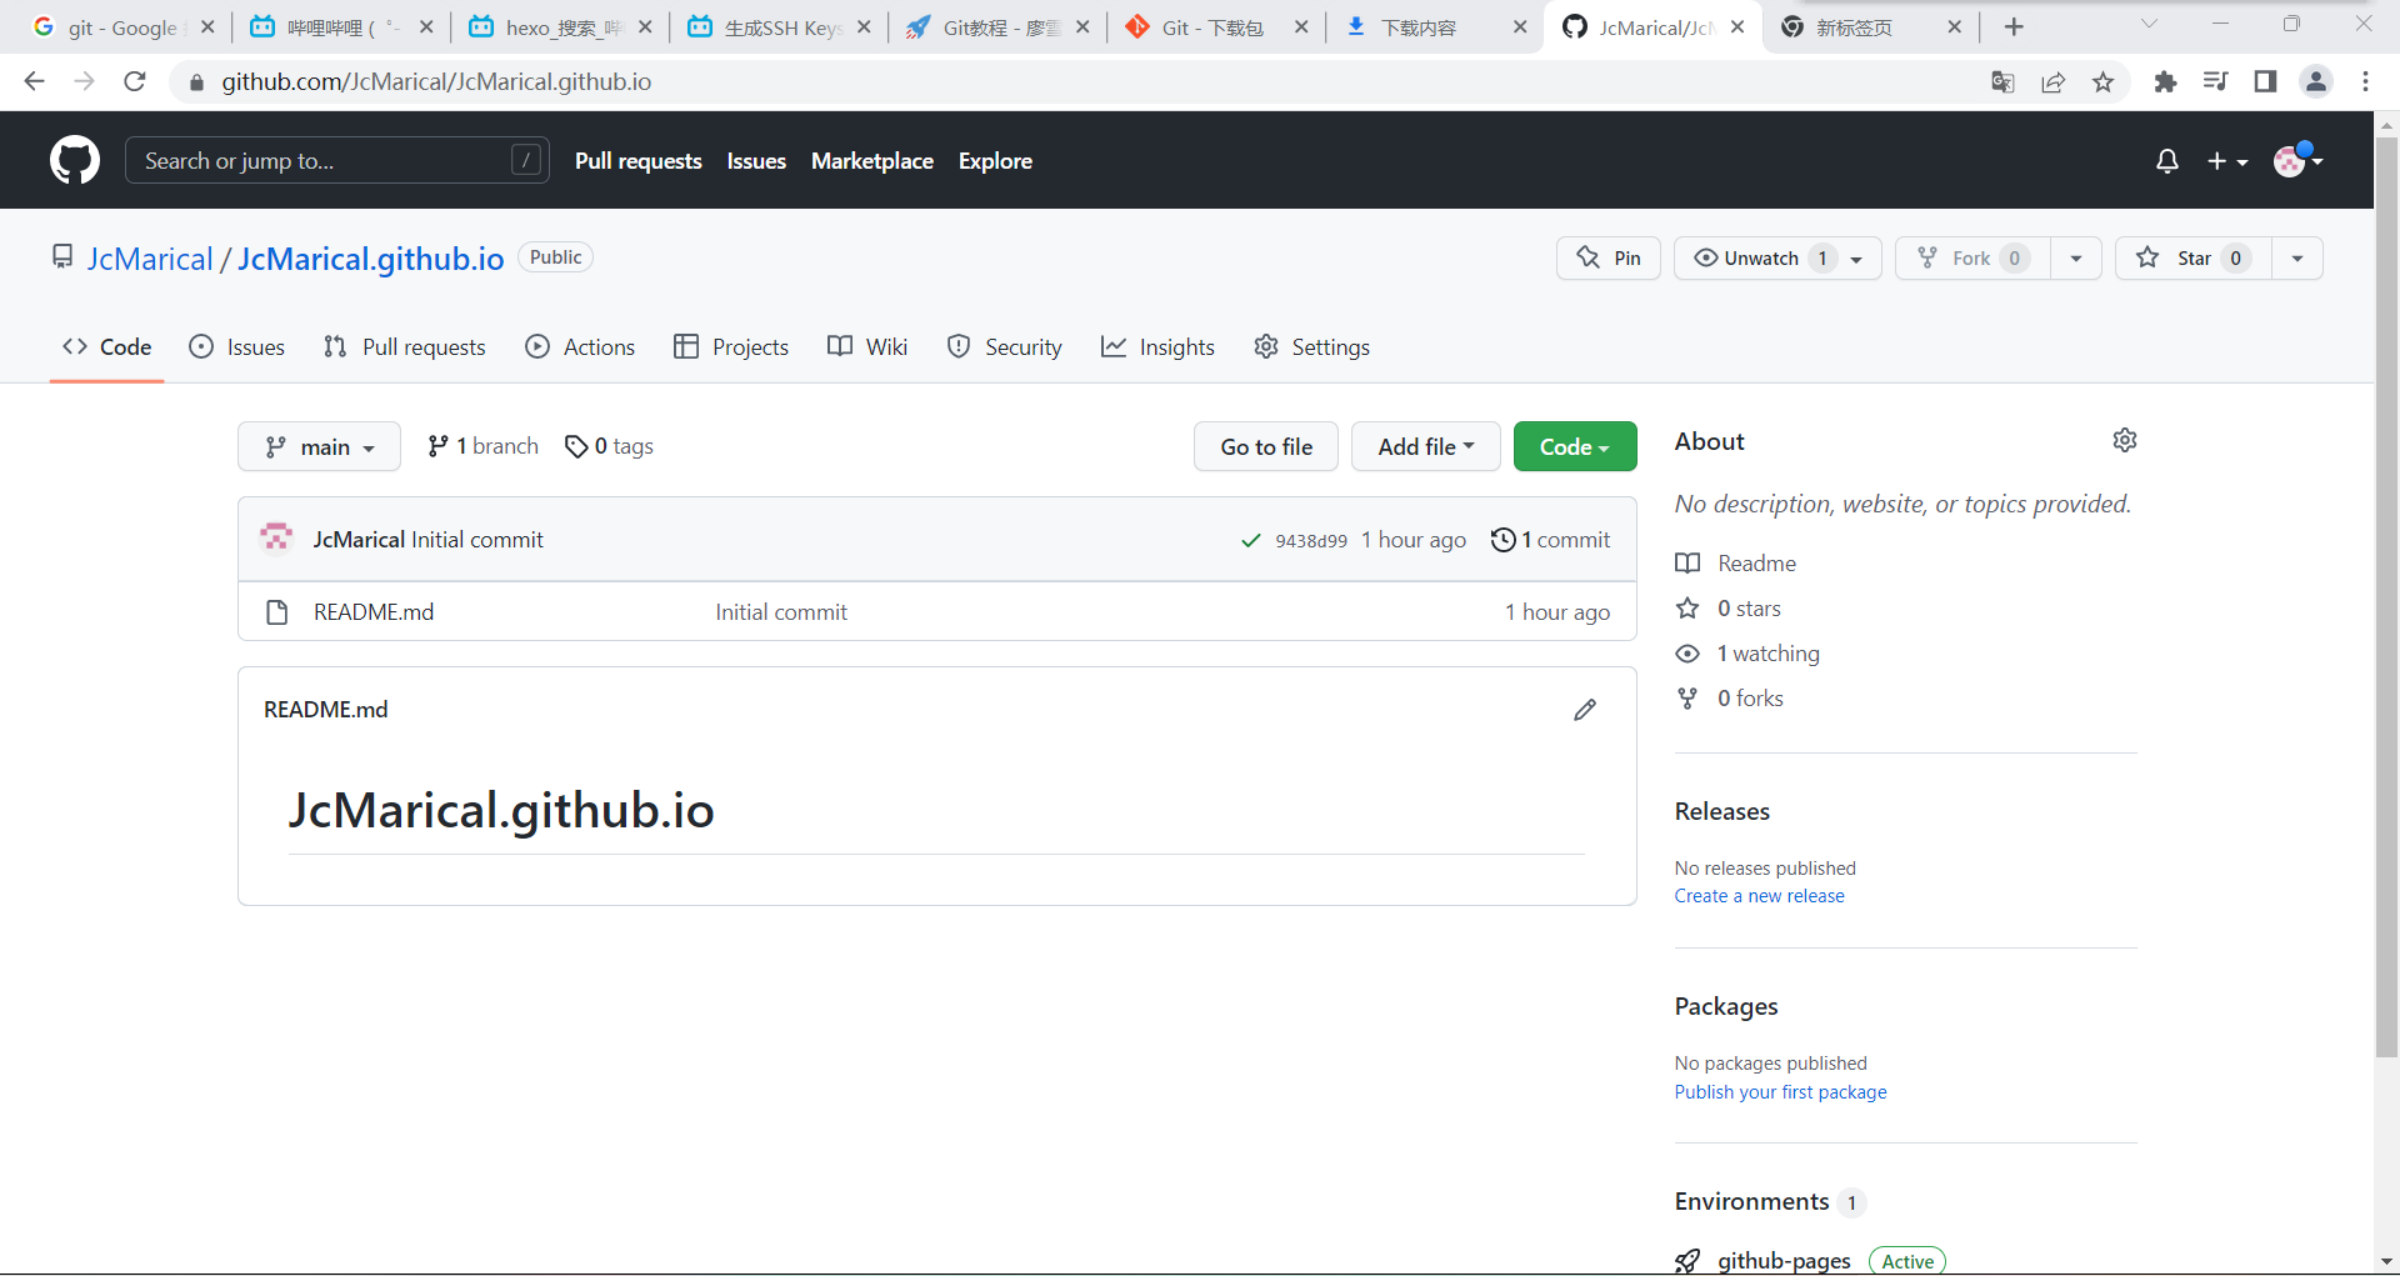 git - Google
哔哩哔哩 ( ゜-
hexo_搜索_哔
生成SSH Keys
Git教程 - 廖雪
Git - 下载包
下载内容
JcMarical/JcM
新标签页
github.com/JcMarical/JcMarical.github.io
Search or jump to... /
Pull requests Issues Marketplace Explore
JcMarical / JcMarical.github.io Public
Pin Unwatch 1 Fork 0 Star 0
Code Issues Pull requests Actions Projects Wiki Security Insights Settings
main 1 branch 0 tags Go to file Add file Code
JcMarical Initial commit 9438d99 1 hour ago 1 commit
README.md Initial commit 1 hour ago
README.md
JcMarical.github.io
About
No description, website, or topics provided.
Readme
0 stars
1 watching
0 forks
Releases
No releases published
Create a new release
Packages
No packages published
Publish your first package
Environments 1
github-pages Active